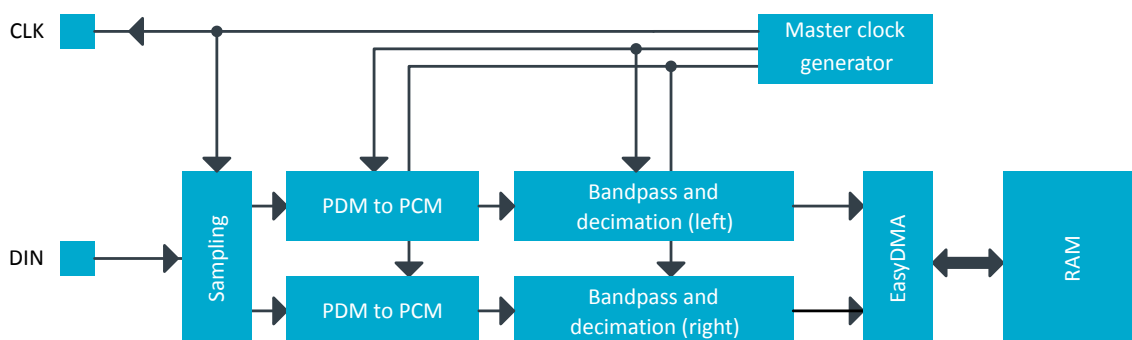 CLK
Master clock
generator
DIN
Sampling
PDM to PCM
Bandpass and
decimation (left)
PDM to PCM
Bandpass and
decimation (right)
EasyDMA
RAM